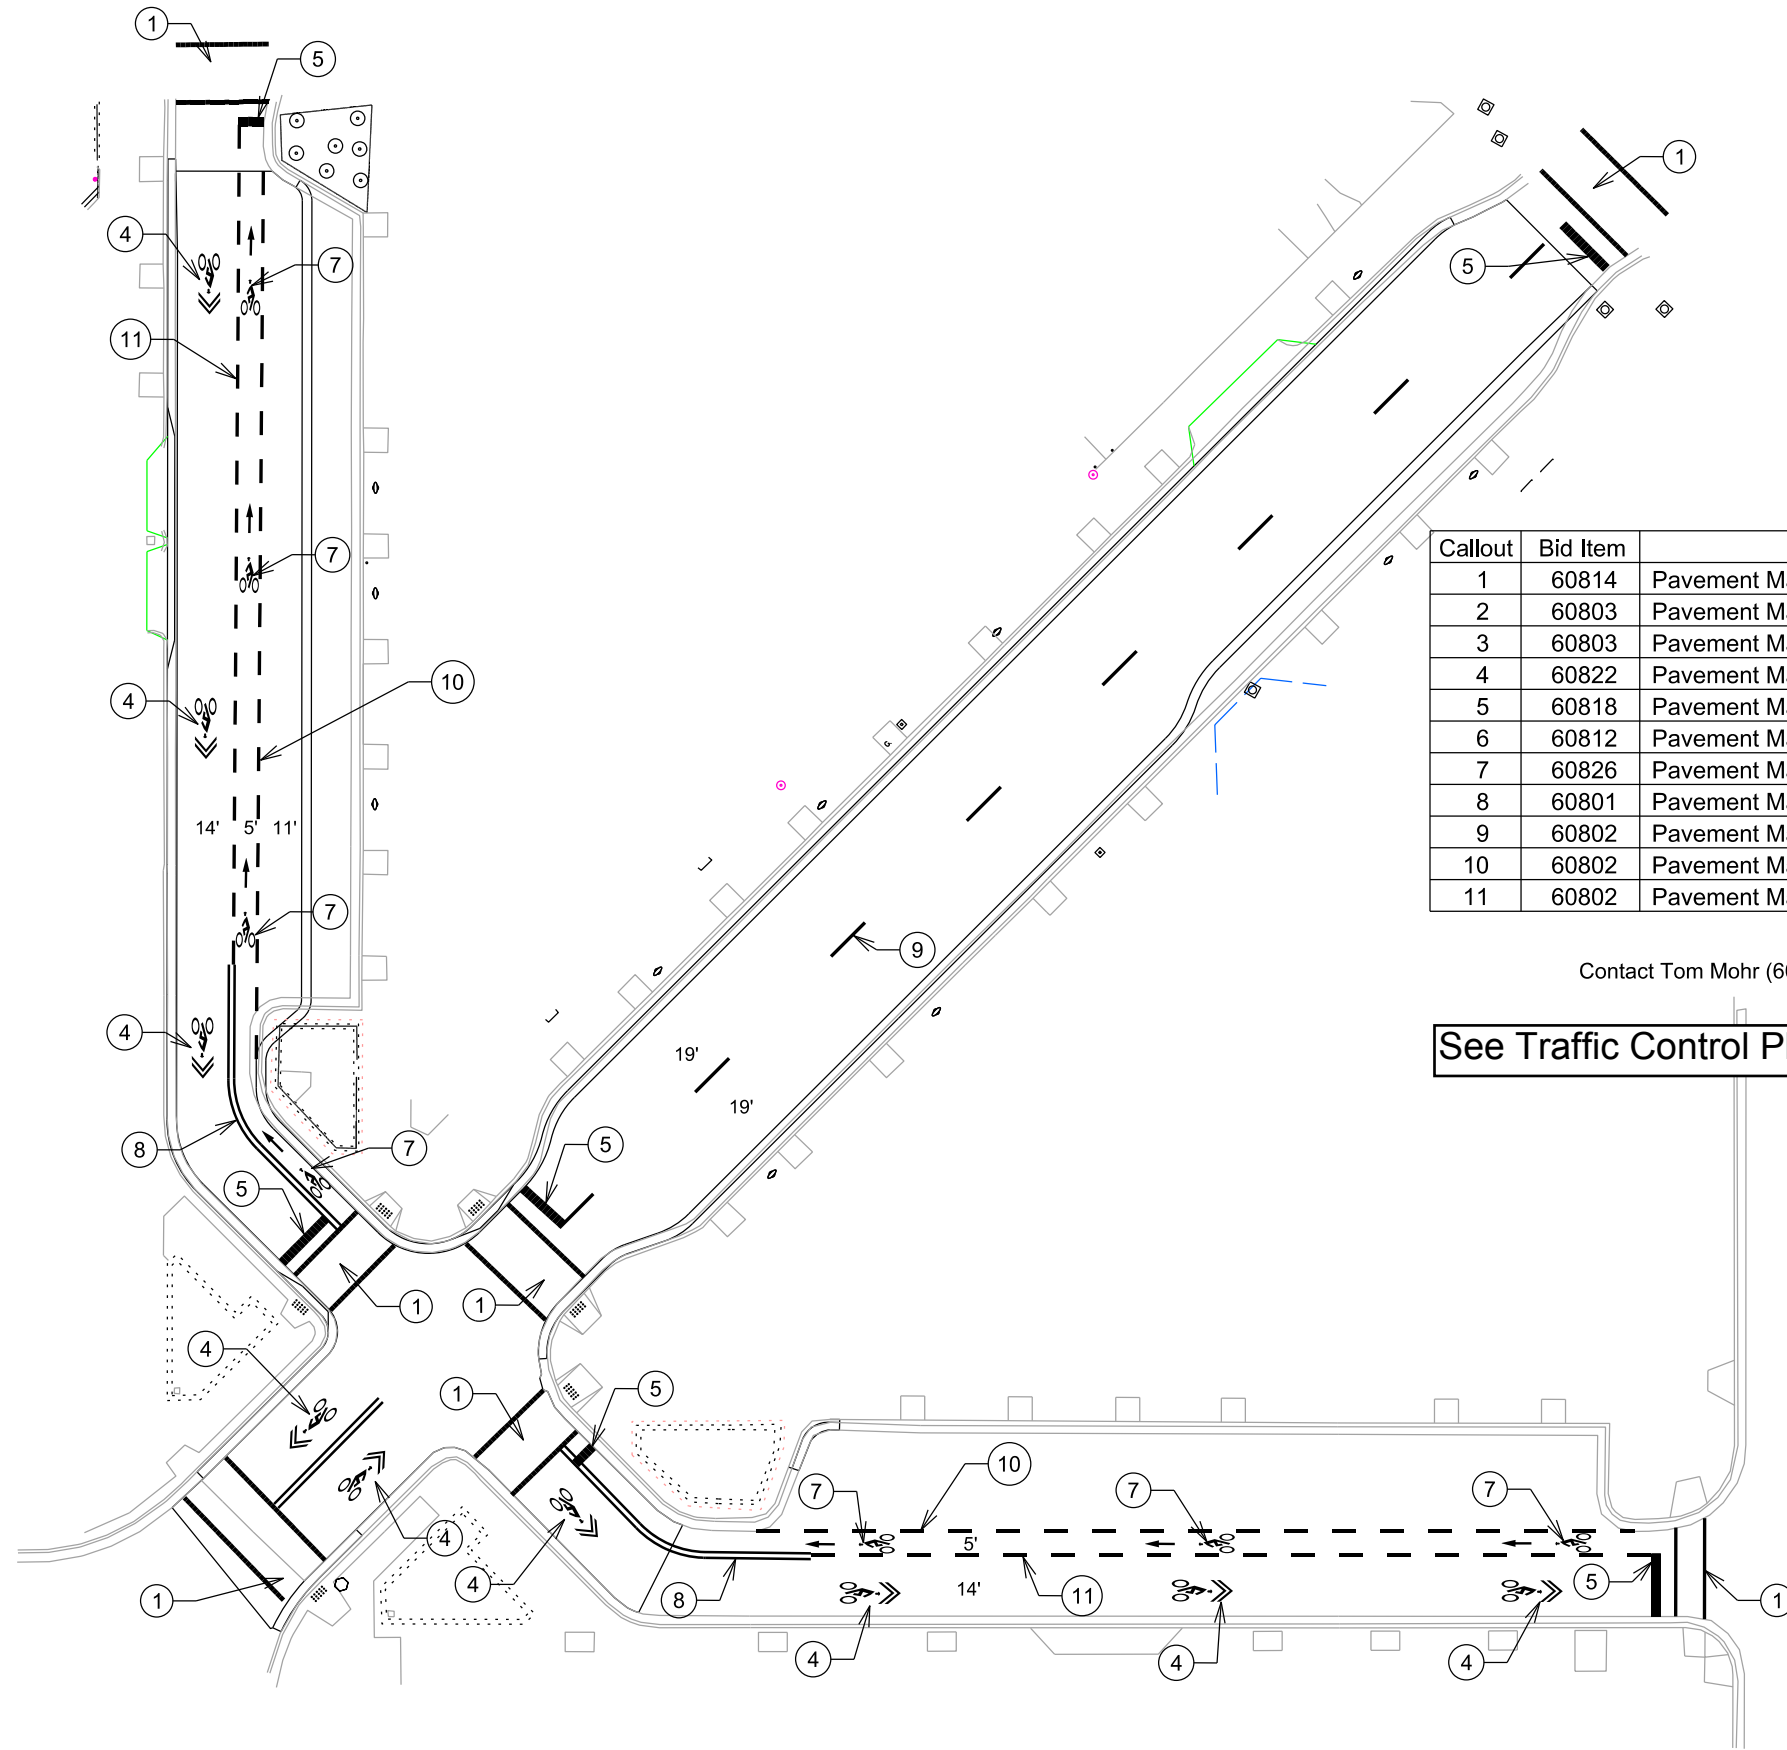 1
5
1
4
7
5
11
Callout Bid Item
1 60814 Pavement
2 60803 Pavement
3 60803 Pavement
4 60822 Pavement
5 60818 Pavement
6 60812 Pavement
7 60826 Pavement
8 60801 Pavement
9 60802 Pavement
10 60802 Pavement
11 60802 Pavement
7
10
4
14' 5' 11'
7
9
Contact Tom Mohr (60
4
See Traffic Control
19'
19'
8
7
5
5
1
1
4
1
5
4
10
7
7
7
5'
14'
4
1
8
11
5
1
4
4
4